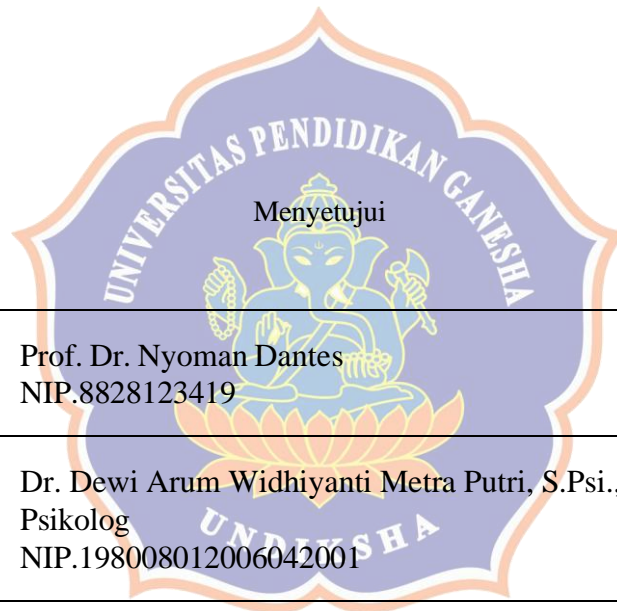 UNIVERSITAS PENDIDIKAN GANESHA
Menyetujui
Prof. Dr. Nyoman Dantes
NIP.8828123419
Dr. Dewi Arum Widhiyanti Metra Putri, S.Psi.,
Psikolog
NIP.198008012006042001
UNDIKSHA